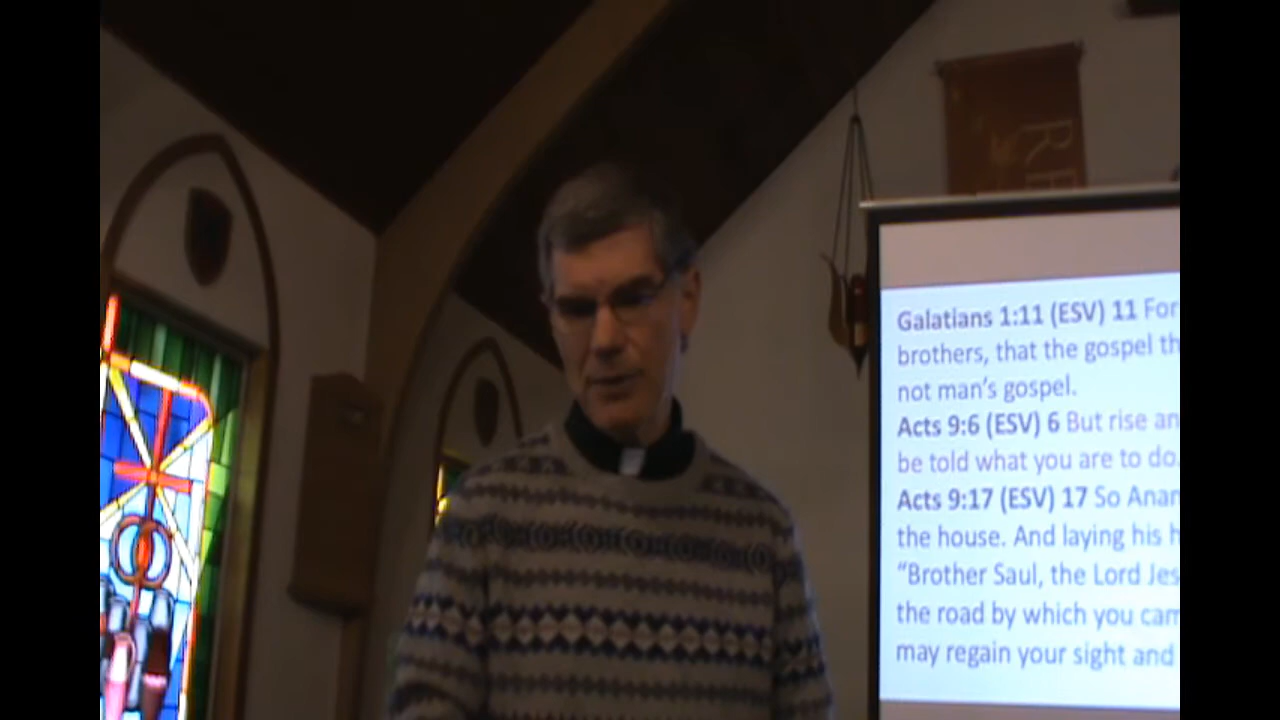 RE
Galatians 1:11 (ESV) 11 For
brothers, that the gospel th
not man's gospel.
Acts 9:6 (ESV) 6 But rise an
be told what you are to do.
Acts 9:17 (ESV) 17 So Anan
the house. And laying his h
“Brother Saul, the Lord Jes
the road by which you cam
may regain your sight and